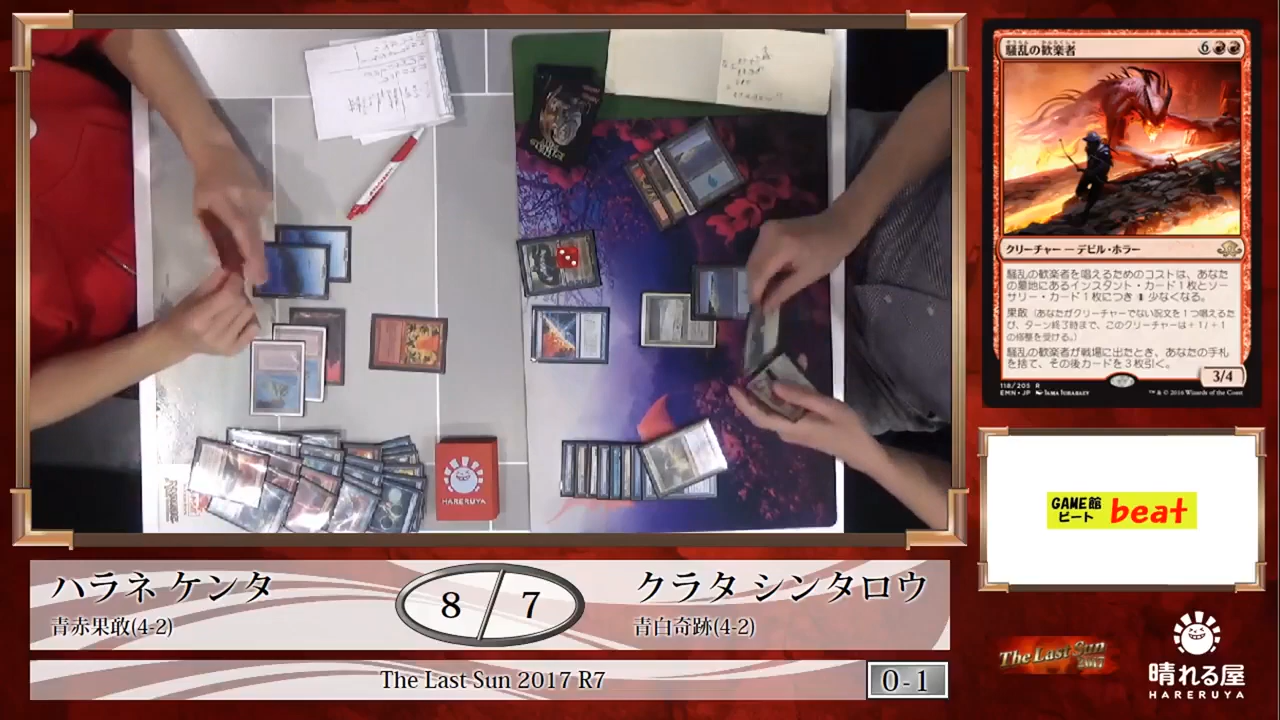 騒乱の歓楽者 6
クリーチャー ― デビル・ホラー
騒乱の歓楽者を唱えるためのコストは、あなた
の墓地にあるインスタント・カード1枚とソー
サリー・カード1枚につき 1 少なくなる。
果敢（あなたがクリーチャーでない呪文を1つ唱えるた
び、ターン終了時まで、このクリーチャーは+1/+1
の修整を受ける。）
騒乱の歓楽者が戦場に出たとき、あなたの手札
を捨て、その後カードを3枚引く。
3/4
118/205 R
EMN • JP
™ & © 2016 Wizards of the Coast
HARERUYA
GAME館
ビート
beat
ハラネ ケンタ
青赤果敢(4-2)
8/7
クラタ シンタロウ
青白奇跡(4-2)
The Last Sun 2017 R7
0-1
The Last Sun
2017
晴れる屋
HARERUYA